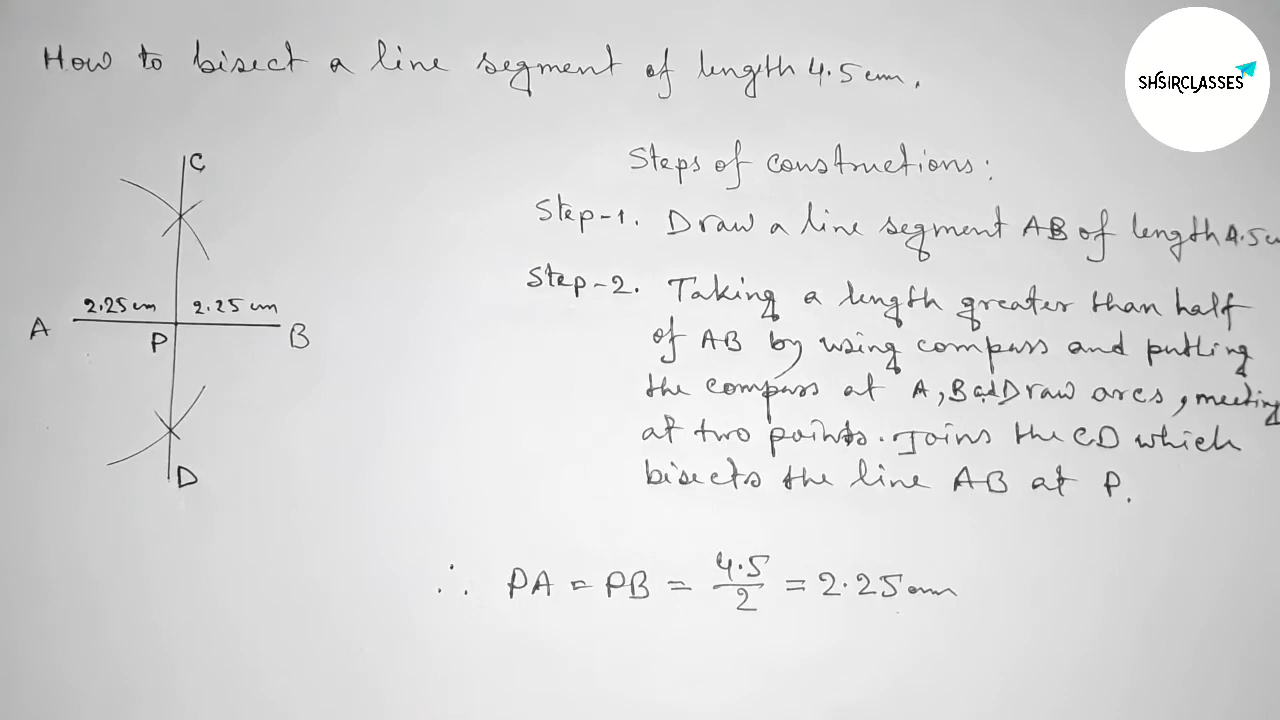 How to bisect a line segment of length 4.5 cm.
SHSIRCLASSES
C
2.25 cm 2.25 cm
A P B
D
Steps of constructions:
Step-1. Draw a line segment AB of length 4.5 c
Step-2. Taking a length greater than half
of AB by using compass and putting
the compass at A, B and Draw arcs, meeting
at two points. Joins the CD which
bisects the line AB at P.
∴ PA = PB = 4.5/2 = 2.25 cm